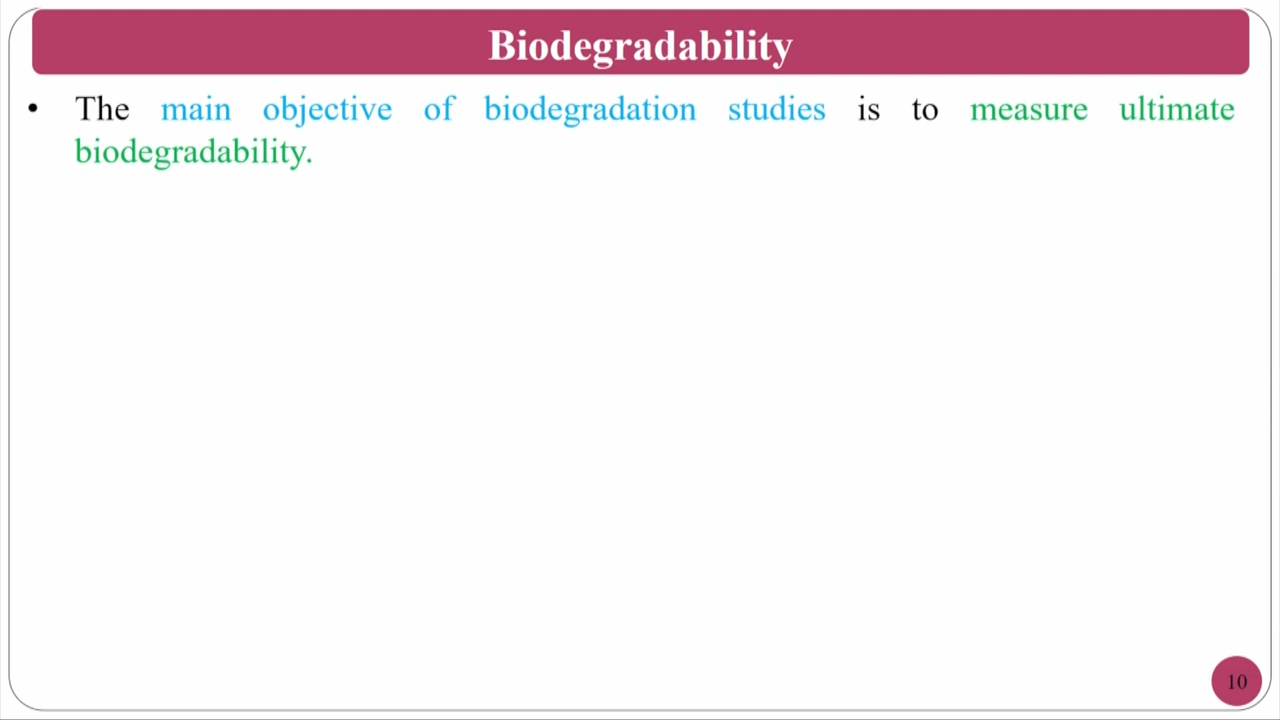 Biodegradability
• The main objective of biodegradation studies is to measure ultimate
biodegradability.
10